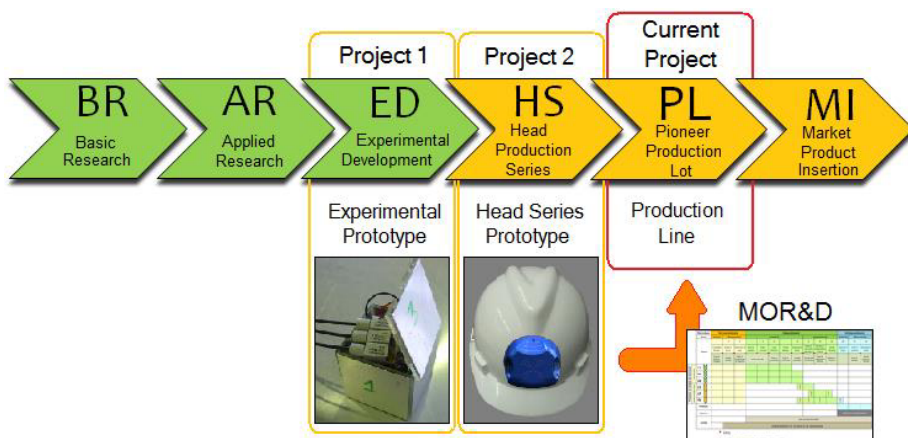 Project 1
Project 2
Current
Project
BR
Basic
Research
AR
Applied
Research
ED
Experimental
Development
HS
Head
Production
Series
PL
Pioneer
Production
Lot
MI
Market
Product
Insertion
Experimental
Prototype
Head Series
Prototype
Production
Line
MOR&D